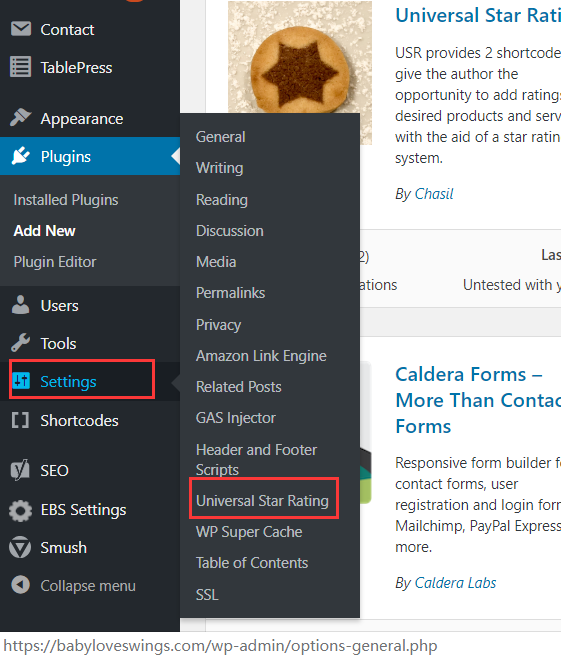 Contact
TablePress
Appearance
Plugins
Installed Plugins
Add New
Plugin Editor
Users
Tools
Settings
Shortcodes
SEO
EBS Settings
Smush
Collapse menu
General
Writing
Reading
Discussion
Media
Permalinks
Privacy
Amazon Link Engine
Related Posts
GAS Injector
Header and Footer
Scripts
Universal Star Rating
WP Super Cache
Table of Contents
SSL
Universal Star Rati
USR provides 2 shortcode
give the author the
opportunity to add rating
desired products and serv
with the aid of a star ratin
system.
By Chasil
2)
Las
ations
Untested with y
Caldera Forms –
More Than Contac
Forms
Responsive form builder f
contact forms, user
registration and login forn
Mailchimp, PayPal Express
more.
By Caldera Labs
https://babyloveswings.com/wp-admin/options-general.php